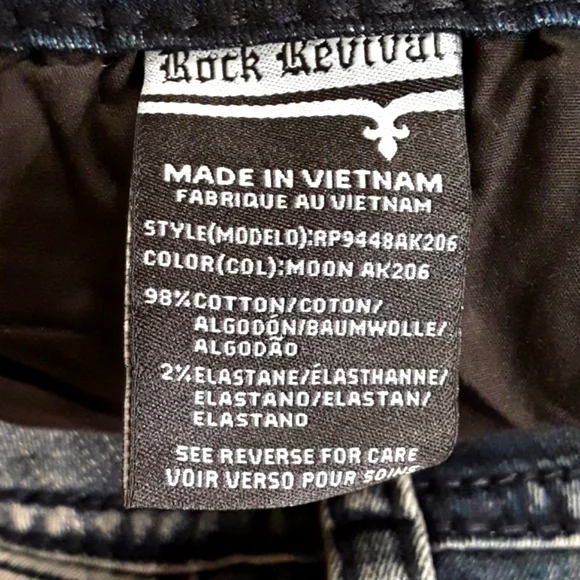 Rock Revival
MADE IN VIETNAM
FABRIQUE AU VIETNAM
STYLE(MODELO):RP9448AK206
COLOR(COL):MOON AK206
98%COTTON/COTON/
ALGODÓN/BAUMWOLLE/
ALGODÃO
2%ELASTANE/ÉLASTHANNE/
ELASTANO/ELASTAN/
ELASTANO
SEE REVERSE FOR CARE
VOIR VERSO POUR SOINS